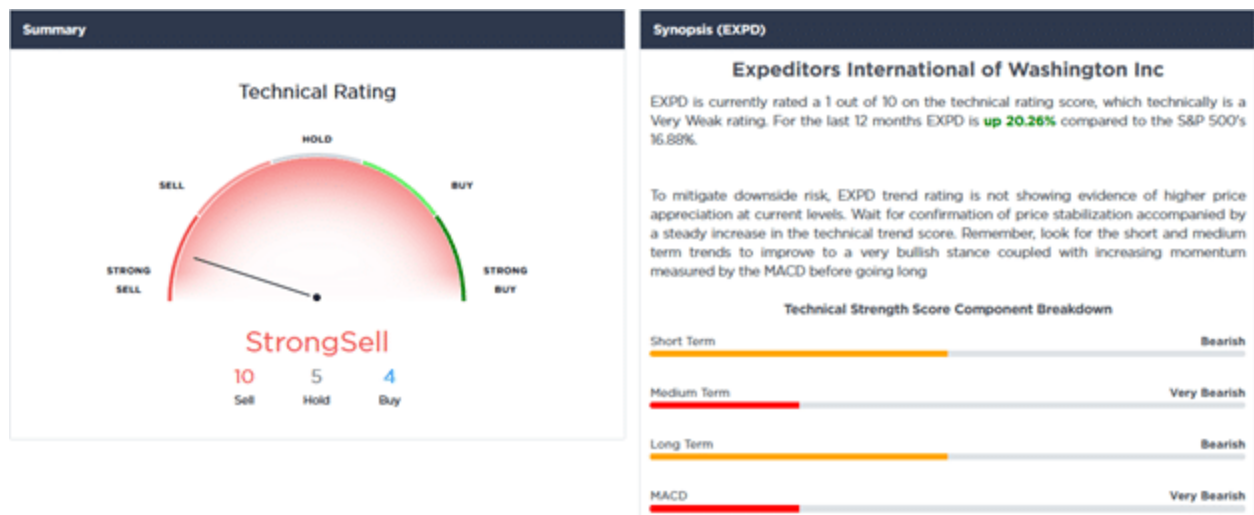 Summary
Technical Rating
HOLD
SELL
BUY
STRONG
SELL
STRONG
BUY
StrongSell
10 5 4
Sell Hold Buy
Synopsis (EXPD)
Expeditors International of Washington Inc
EXPD is currently rated a 1 out of 10 on the technical rating score, which technically is a
Very Weak rating. For the last 12 months EXPD is up 20.26% compared to the S&P 500's
16.88%.
To mitigate downside risk, EXPD trend rating is not showing evidence of higher price
appreciation at current levels. Wait for confirmation of price stabilization accompanied by
a steady increase in the technical trend score. Remember, look for the short and medium
term trends to improve to a very bullish stance coupled with increasing momentum
measured by the MACD before going long
Technical Strength Score Component Breakdown
Short Term Bearish
Medium Term Very Bearish
Long Term Bearish
MACD Very Bearish